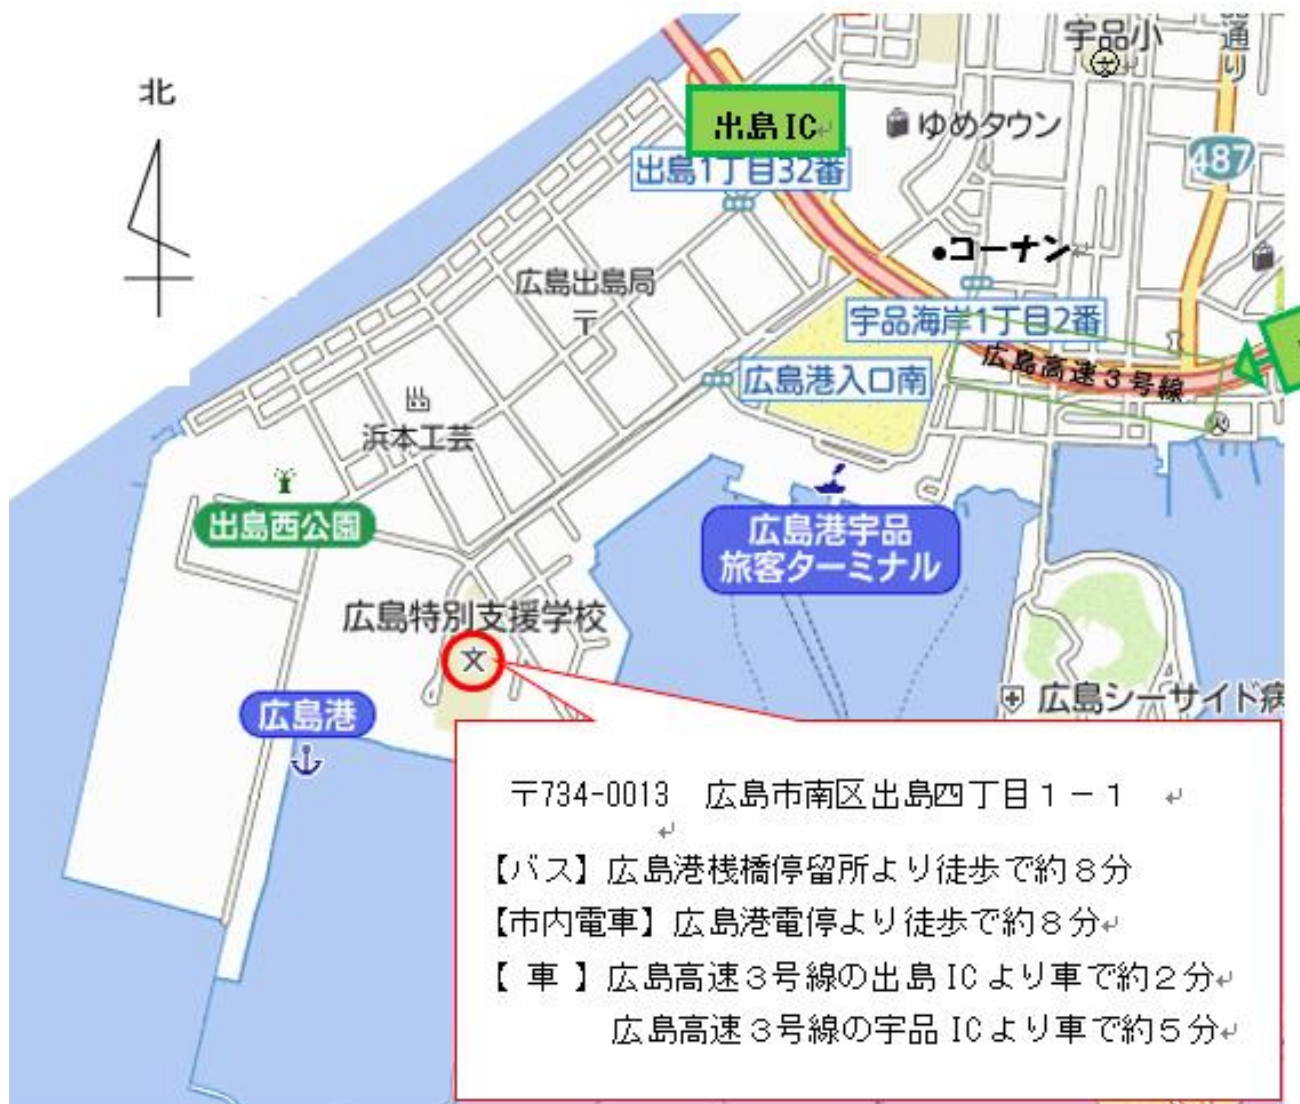 宇品小
文
通り
北
出島IC
ゆめタウン
出島1丁目32番
487
コーナン
広島出島局
〒
宇品海岸1丁目2番
広島高速３号線
広島港入口南
浜本工芸
出島西公園
広島港宇品
旅客ターミナル
広島特別支援学校
文
広島港
広島シーサイド病
〒734-0013　広島市南区出島四丁目１－１
【バス】広島港桟橋停留所より徒歩で約８分
【市内電車】広島港電停より徒歩で約８分
【 車 】広島高速３号線の出島ICより車で約２分
広島高速３号線の宇品ICより車で約５分